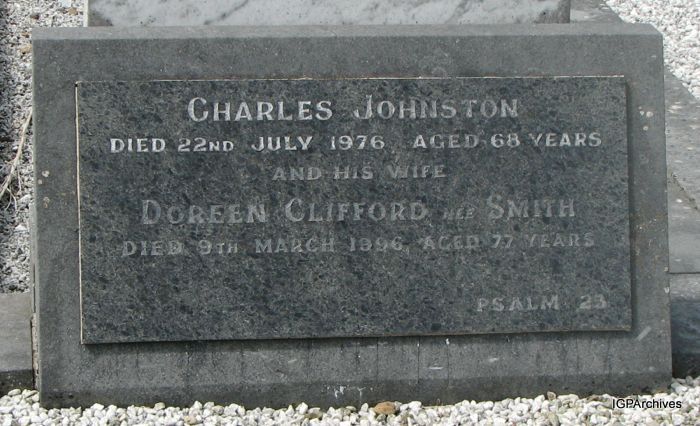 Charles Johnston
Died 22nd July 1976 Aged 68 Years
and his wife
Doreen Clifford nee Smith
Died 9th March 1996 Aged 77 Years
Psalm 23
IGPArchives